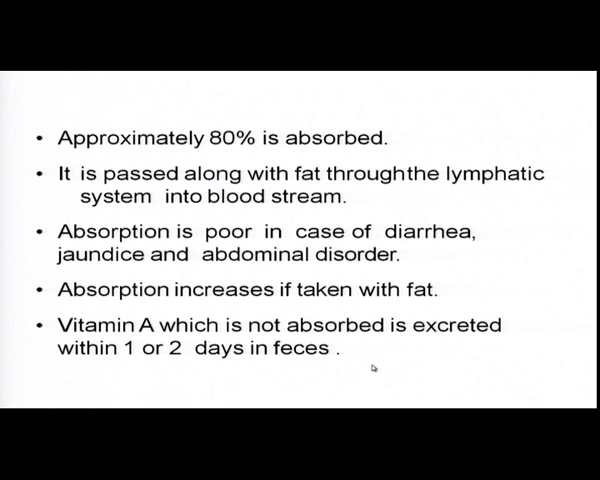 • Approximately 80% is absorbed.
• It is passed along with fat throughthe lymphatic
system into blood stream.
• Absorption is poor in case of diarrhea,
jaundice and abdominal disorder.
• Absorption increases if taken with fat.
• Vitamin A which is not absorbed is excreted
within 1 or 2 days in feces .